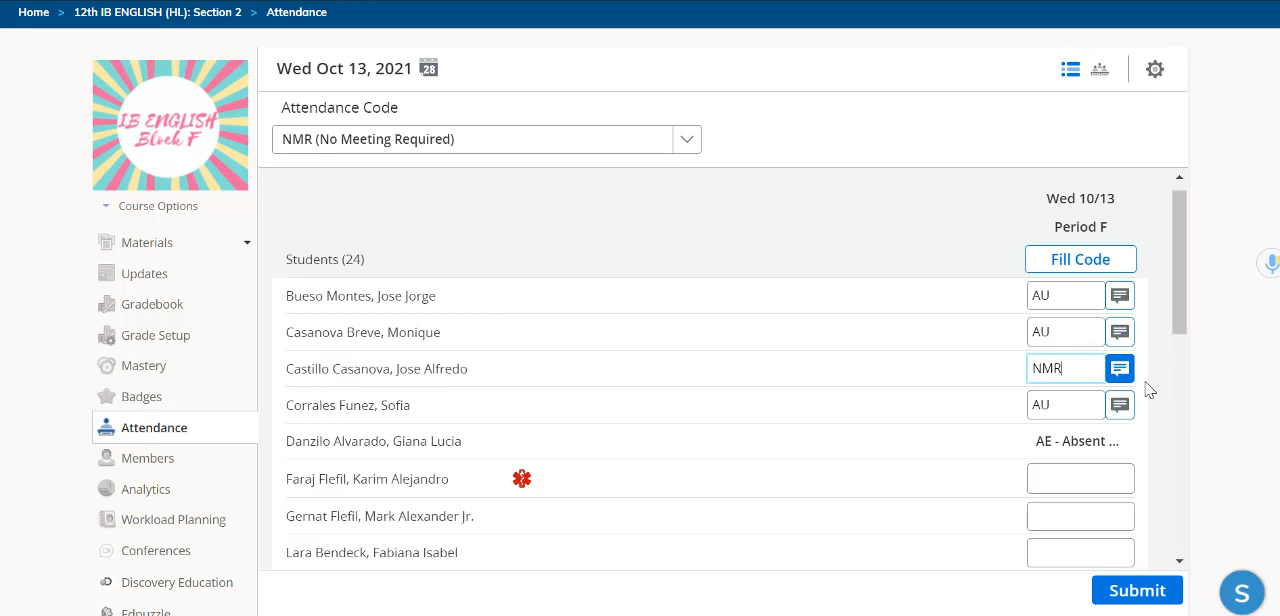 Home > 12th IB ENGLISH (HL): Section 2 > Attendance
IB ENGLISH
Block F
Course Options
Materials
Updates
Gradebook
Grade Setup
Mastery
Badges
Attendance
Members
Analytics
Workload Planning
Conferences
Discovery Education
Edpuzzle
Wed Oct 13, 2021 28
Attendance Code
NMR (No Meeting Required)
Wed 10/13
Period F
Students (24) Fill Code
Bueso Montes, Jose Jorge AU
Casanova Breve, Monique AU
Castillo Casanova, Jose Alfredo NMR
Corrales Funez, Sofia AU
Danzilo Alvarado, Giana Lucia AE - Absent ...
Faraj Flefil, Karim Alejandro
Gernat Flefil, Mark Alexander Jr.
Lara Bendeck, Fabiana Isabel
Submit
S